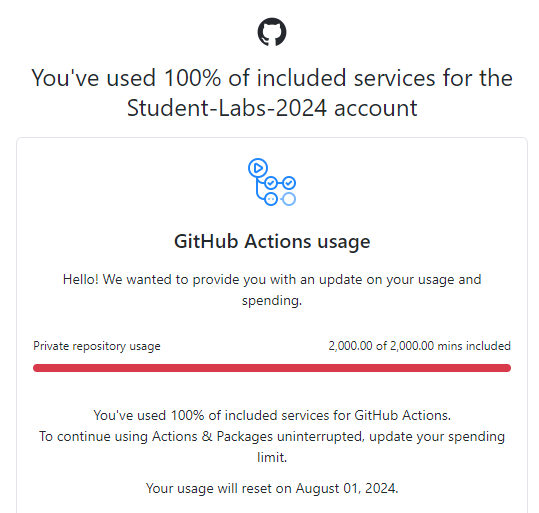 You've used 100% of included services for the
Student-Labs-2024 account
GitHub Actions usage
Hello! We wanted to provide you with an update on your usage and
spending.
Private repository usage 2,000.00 of 2,000.00 mins included
You've used 100% of included services for GitHub Actions.
To continue using Actions & Packages uninterrupted, update your spending
limit.
Your usage will reset on August 01, 2024.